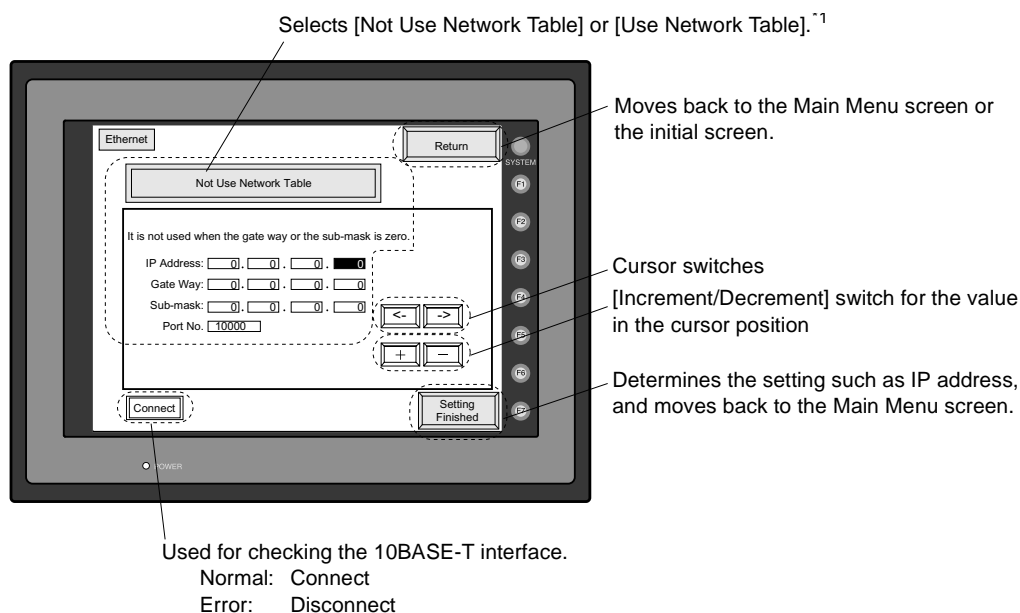 Selects [Not Use Network Table] or [Use Network Table].*1
Moves back to the Main Menu screen or
the initial screen.
Ethernet
Return
SYSTEM
Not Use Network Table
F1
F2
It is not used when the gate way or the sub-mask is zero.
F3
IP Address: 0. 0. 0. 0
Cursor switches
Gate Way: 0. 0. 0. 0
F4
[Increment/Decrement] switch for the value
in the cursor position
Sub-mask: 0. 0. 0. 0
<- ->
Port No. 10000
F5
+ −
F6
Determines the setting such as IP address,
and moves back to the Main Menu screen.
Connect
Setting
Finished
F7
POWER
Used for checking the 10BASE-T interface.
Normal: Connect
Error: Disconnect